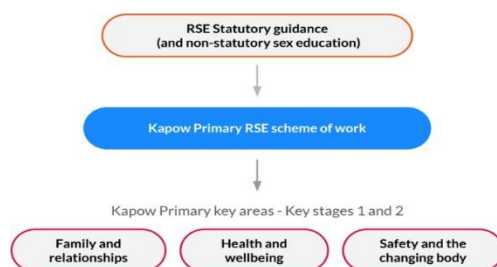 RSE Statutory guidance
(and non-statutory sex education)
Kapow Primary RSE scheme of work
Kapow Primary key areas - Key stages 1 and 2
Family and relationships
Health and wellbeing
Safety and the changing body